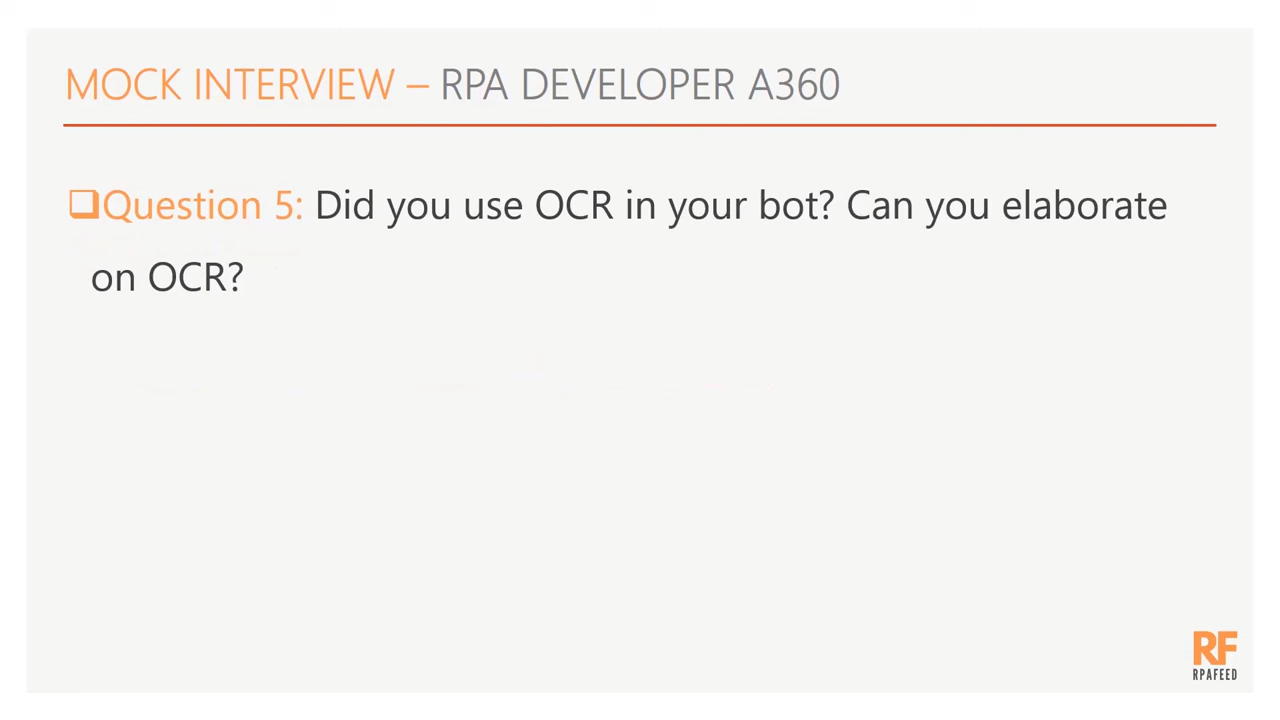 MOCK INTERVIEW – RPA DEVELOPER A360
Question 5: Did you use OCR in your bot? Can you elaborate
on OCR?
RF
RPAFEED